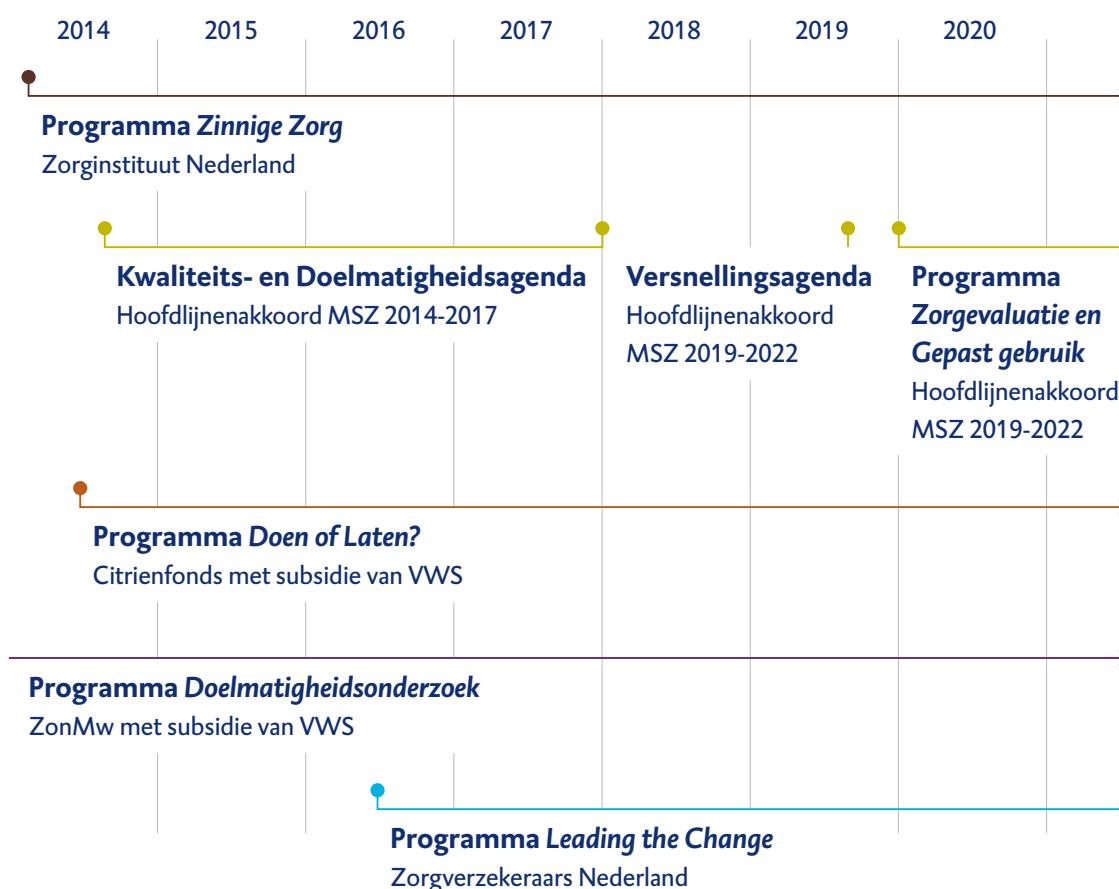 2014 2015 2016 2017 2018 2019 2020
Programma Zinnige Zorg
Zorginstituut Nederland
Kwaliteits- en Doelmatigheidsagenda
Hoofdlijnenakkoord MSZ 2014-2017
Versnellingsagenda
Hoofdlijnenakkoord
MSZ 2019-2022
Programma
Zorgevaluatie en
Gepast gebruik
Hoofdlijnenakkoord
MSZ 2019-2022
Programma Doen of Laten?
Citrienfonds met subsidie van VWS
Programma Doelmatigheidsonderzoek
ZonMw met subsidie van VWS
Programma Leading the Change
Zorgverzekeraars Nederland